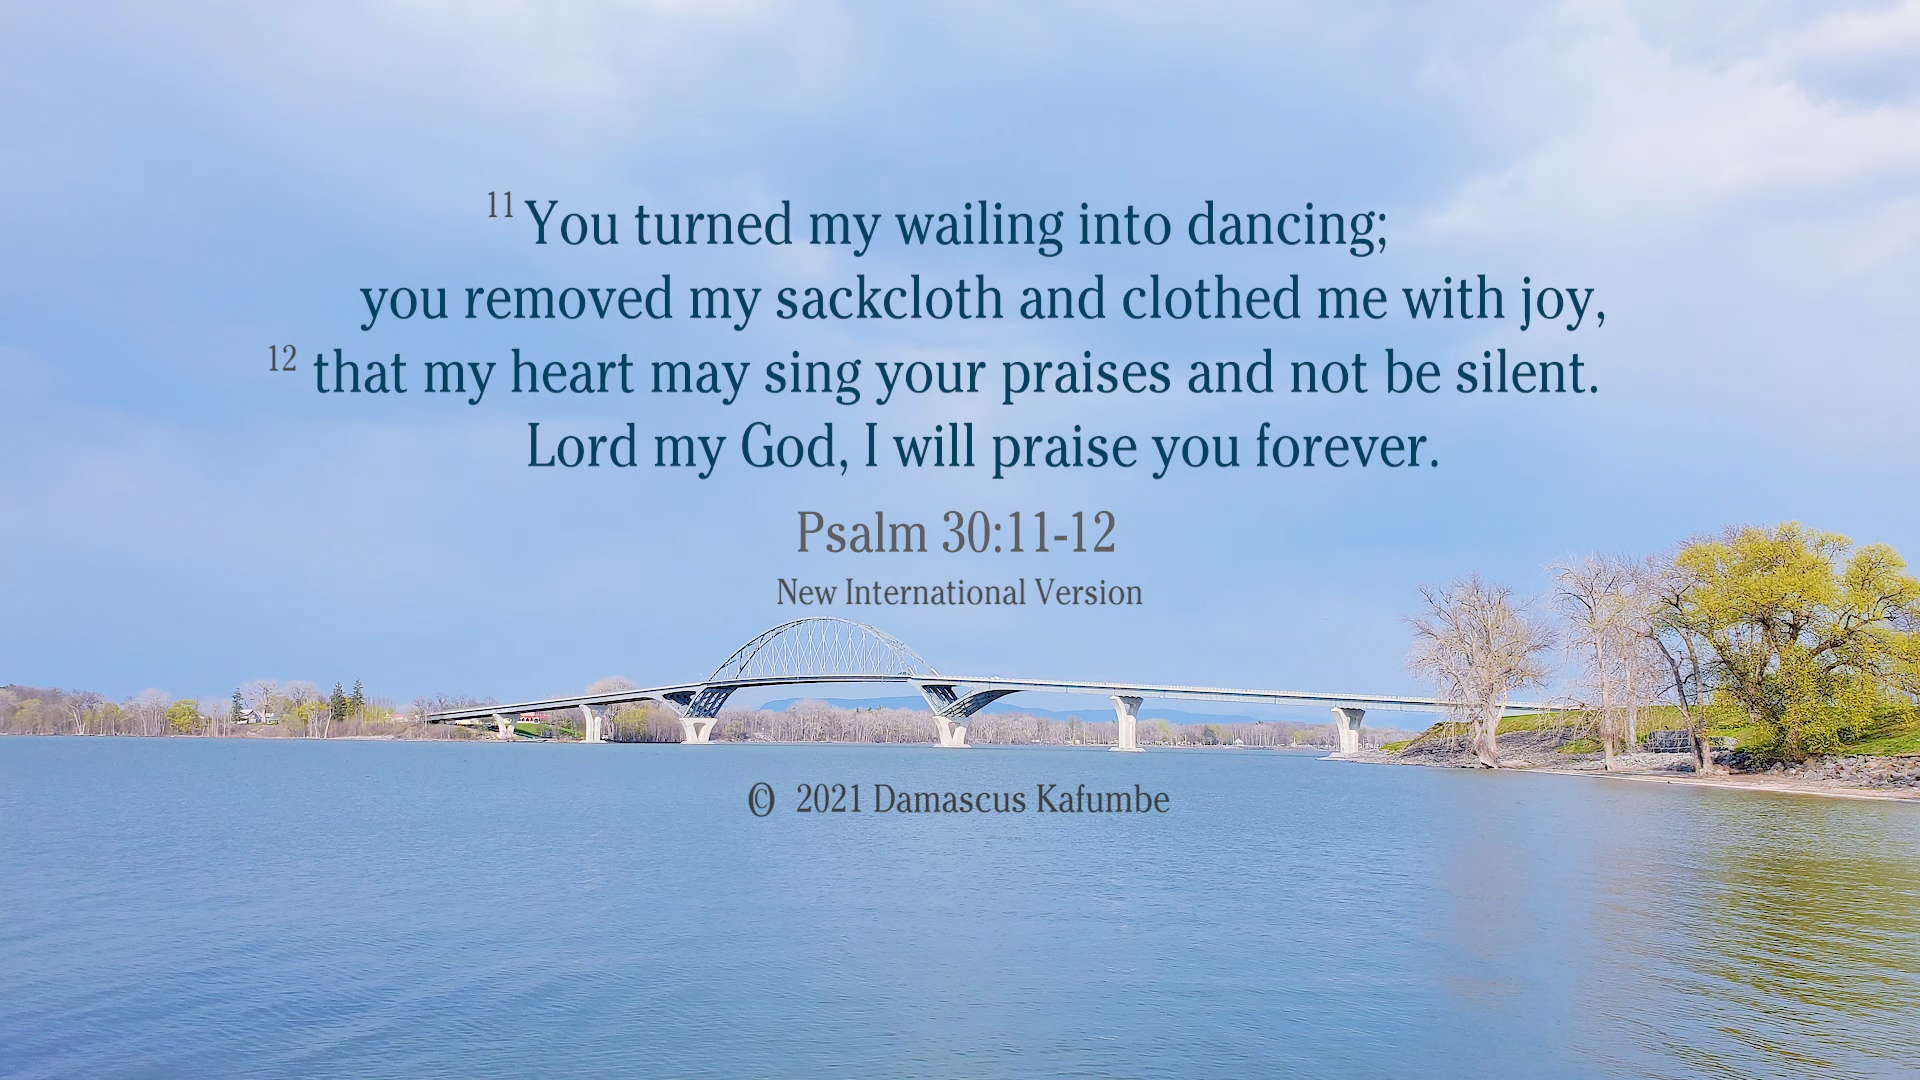 11 You turned my wailing into dancing;
you removed my sackcloth and clothed me with joy,
12 that my heart may sing your praises and not be silent.
Lord my God, I will praise you forever.
Psalm 30:11-12
New International Version
© 2021 Damascus Kafumbe